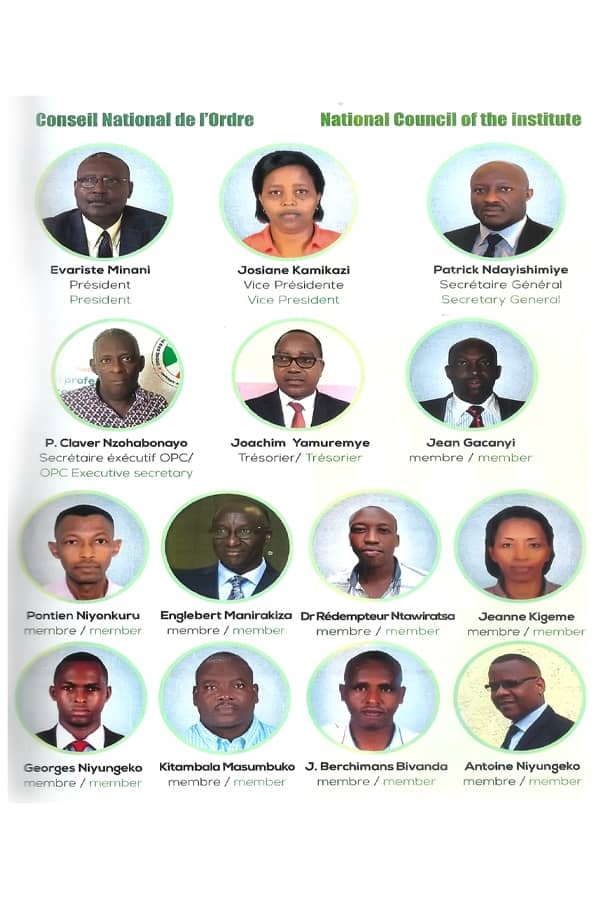 Conseil National de l'Ordre
National Council of the institute
Evariste Minani
Président
President
Josiane Kamikazi
Vice Présidente
Vice President
Patrick Ndayishimiye
Secrétaire Général
Secretary General
profe
P. Claver Nzohabonayo
Secrétaire éxécutif OPC/
OPC Executive secretary
Joachim Yamuremye
Trésorier/ Trésorier
Jean Gacanyi
membre / member
Pontien Niyonkuru
membre / member
Englebert Manirakiza
membre / member
Dr Rédempteur Ntawiratsa
membre / member
Jeanne Kigeme
membre / member
Georges Niyungeko
membre / member
Kitambala Masumbuko
membre / member
J. Berchimans Bivanda
membre / member
Antoine Niyungeko
membre / member